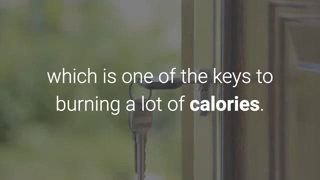 which is one of the keys to
burning a lot of calories.